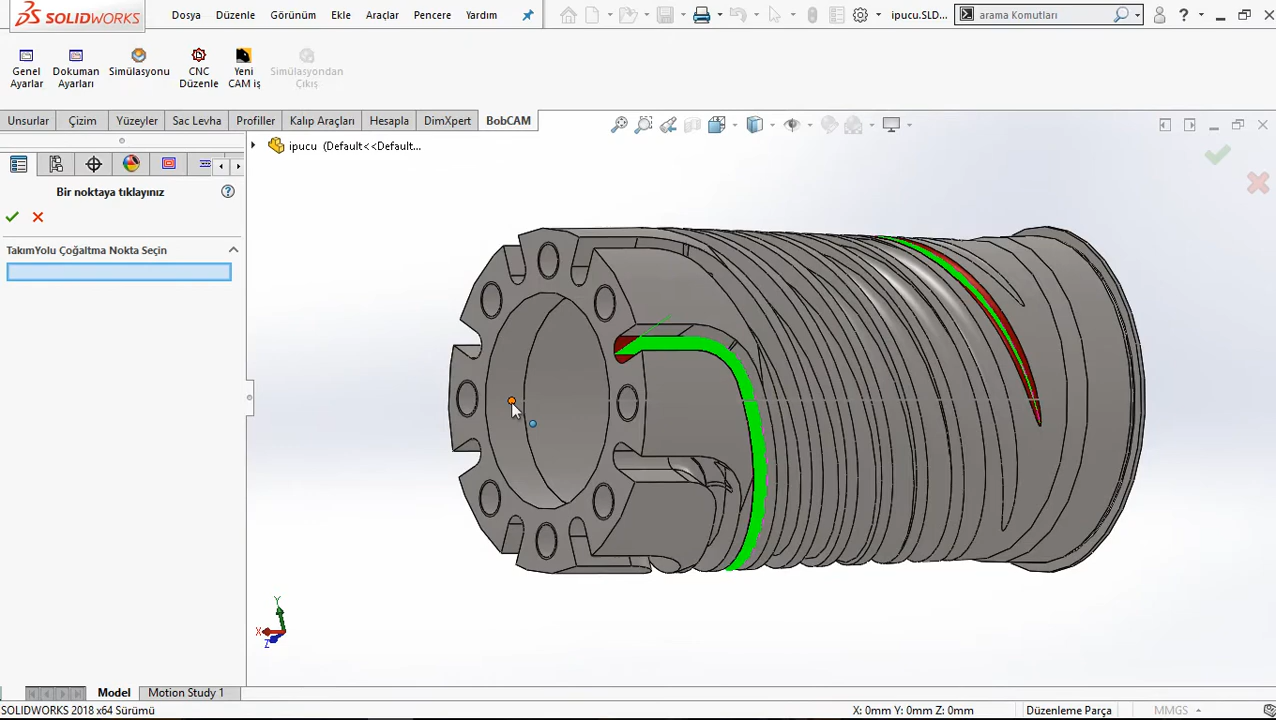 SOLIDWORKS
Dosya Düzenle Görünüm Ekle Araçlar Pencere Yardım
ipucu.SLD...
arama Komutları
?
Genel Ayarlar
Dokuman Ayarları
Simülasyonu
CNC Düzenle
Yeni CAM iş
Simülasyondan Çıkış
Unsurlar Çizim Yüzeyler Sac Levha Profiller Kalıp Araçları Hesapla DimXpert BobCAM
ipucu (Default<<Default...
Bir noktaya tıklayınız
?
TakımYolu Çoğaltma Nokta Seçin
Y
X
Z
Model Motion Study 1
SOLIDWORKS 2018 x64 Sürümü X: 0mm Y: 0mm Z: 0mm Düzenleme Parça MMGS